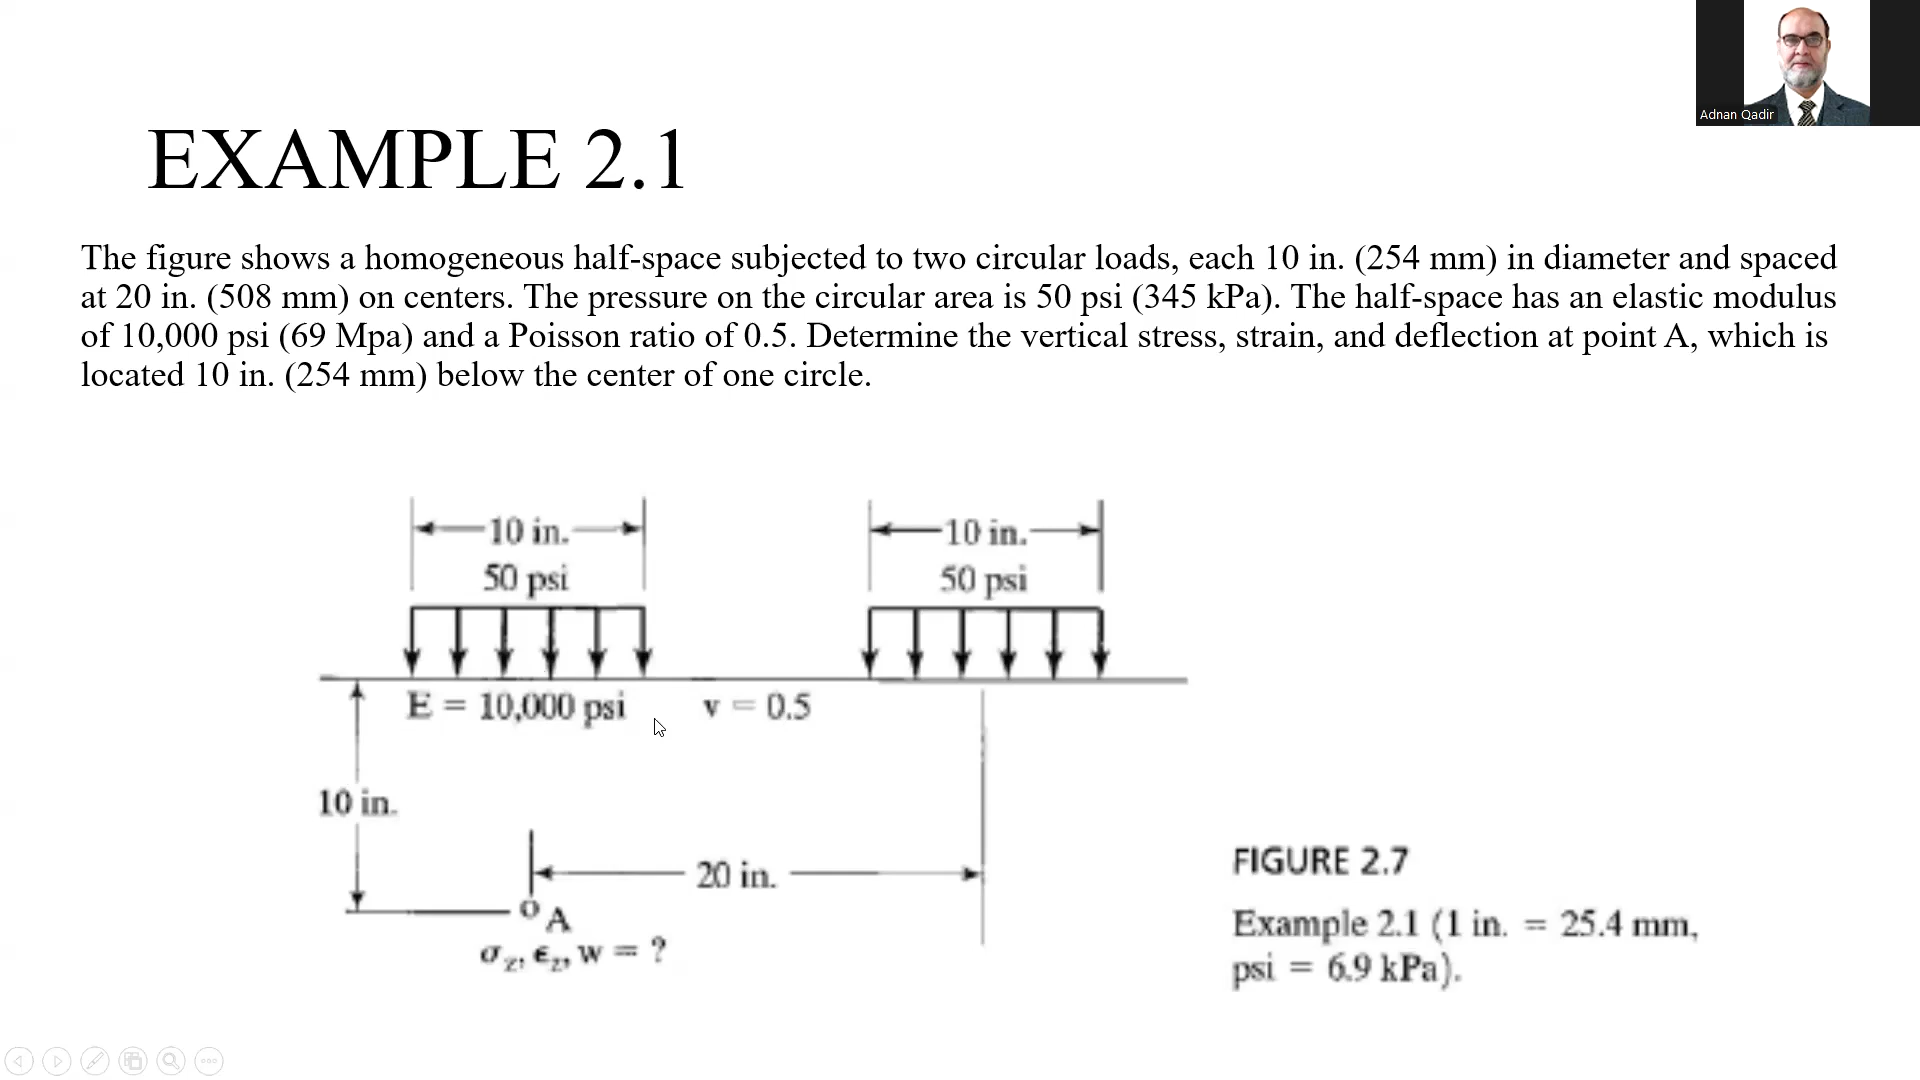 Adnan Qadir
EXAMPLE 2.1
The figure shows a homogeneous half-space subjected to two circular loads, each 10 in. (254 mm) in diameter and spaced
at 20 in. (508 mm) on centers. The pressure on the circular area is 50 psi (345 kPa). The half-space has an elastic modulus
of 10,000 psi (69 Mpa) and a Poisson ratio of 0.5. Determine the vertical stress, strain, and deflection at point A, which is
located 10 in. (254 mm) below the center of one circle.
10 in.
10 in.
50 psi
50 psi
E = 10,000 psi
v = 0.5
10 in.
20 in.
A
σz, ϵz, w = ?
FIGURE 2.7
Example 2.1 (1 in. = 25.4 mm,
psi = 6.9 kPa).